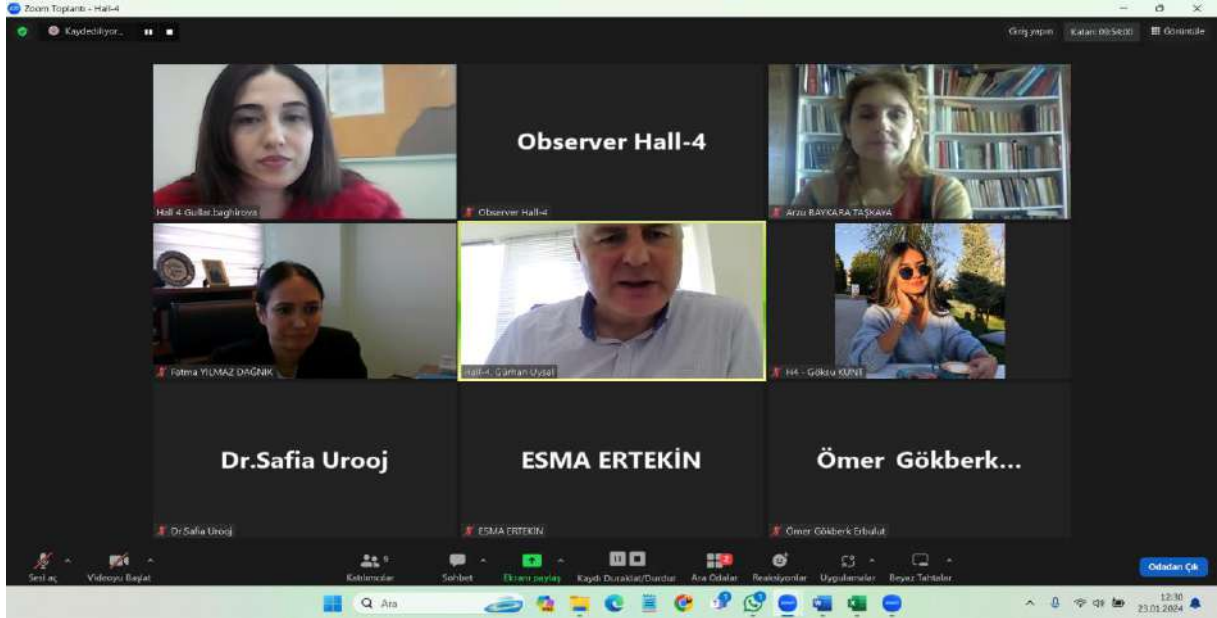 Zoom Toplantı - Hall-4
Kaydediliyor...
Giriş yapın
Kalan: 00:54:00
Görüntüle
Hall 4 Gullar.baghirova
Observer Hall-4
Observer Hall-4
Arzu BAYKARA TAŞKAYA
Fatma YILMAZ DAĞNIK
Hall-4, Gürhan Uysal
H4 - Göksu KUNT
Dr.Safia Urooj
Dr.Safia Urooj
ESMA ERTEKİN
ESMA ERTEKİN
Ömer Gökberk...
Ömer Gökberk Erbulut
Sesi aç
Videoyu Başlat
9
Katılımcılar
Sohbet
Ekranı paylaş
Kaydı Duraklat/Durdur
2
Ara Odalar
Reaksiyonlar
Uygulamalar
Beyaz Tahtalar
Odadan Çık
Ara
12:30
23.01.2024